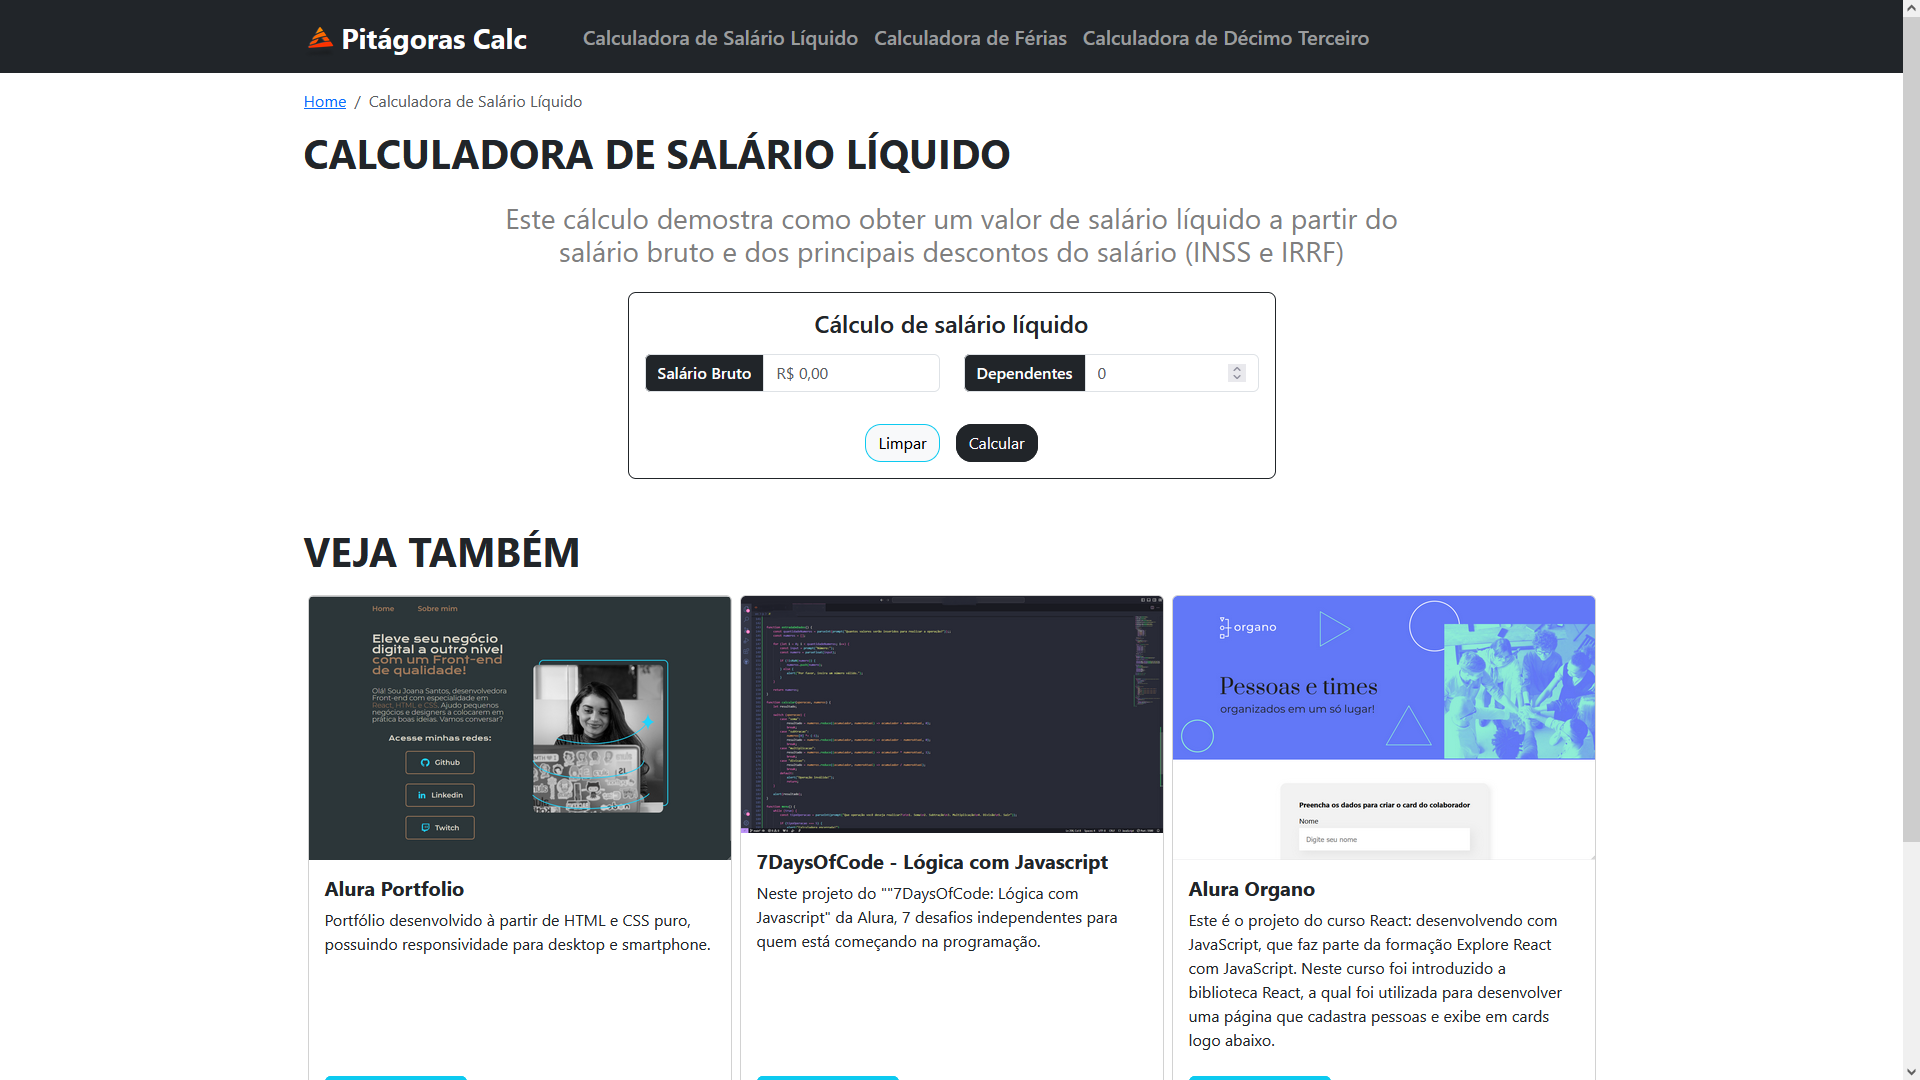 Pitágoras Calc
Calculadora de Salário Líquido
Calculadora de Férias
Calculadora de Décimo Terceiro
Home / Calculadora de Salário Líquido
CALCULADORA DE SALÁRIO LÍQUIDO
Este cálculo demostra como obter um valor de salário líquido a partir do
salário bruto e dos principais descontos do salário (INSS e IRRF)
Cálculo de salário líquido
Salário Bruto
R$ 0,00
Dependentes
0
Limpar
Calcular
VEJA TAMBÉM
Home
Sobre mim
Eleve seu negócio
digital a outro nível
com um Front-end
de qualidade!
Olá! Sou Joana Santos, desenvolvedora
Front-end com especialidade em
React, HTML e CSS. Ajudo pequenos
negócios e designers a colocarem em
prática boas ideias. Vamos conversar?
Acesse minhas redes:
Github
Linkedin
Twitch
Alura Portfolio
Portfólio desenvolvido à partir de HTML e CSS puro,
possuindo responsividade para desktop e smartphone.
7DaysOfCode - Lógica com Javascript
Neste projeto do ""7DaysOfCode: Lógica com
Javascript" da Alura, 7 desafios independentes para
quem está começando na programação.
organo
Pessoas e times
organizados em um só lugar!
Preencha os dados para criar o card do colaborador
Nome
Digite seu nome
Alura Organo
Este é o projeto do curso React: desenvolvendo com
JavaScript, que faz parte da formação Explore React
com JavaScript. Neste curso foi introduzido a
biblioteca React, a qual foi utilizada para desenvolver
uma página que cadastra pessoas e exibe em cards
logo abaixo.